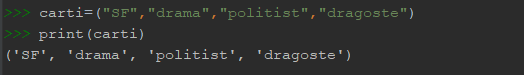 >>> carti=("SF","drama","politist","dragoste")
>>> print(carti)
('SF', 'drama', 'politist', 'dragoste')